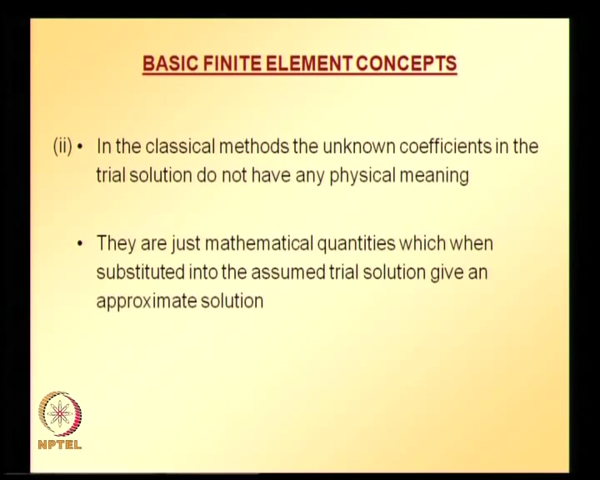 BASIC FINITE ELEMENT CONCEPTS
(ii) • In the classical methods the unknown coefficients in the
trial solution do not have any physical meaning
• They are just mathematical quantities which when
substituted into the assumed trial solution give an
approximate solution
NPTEL